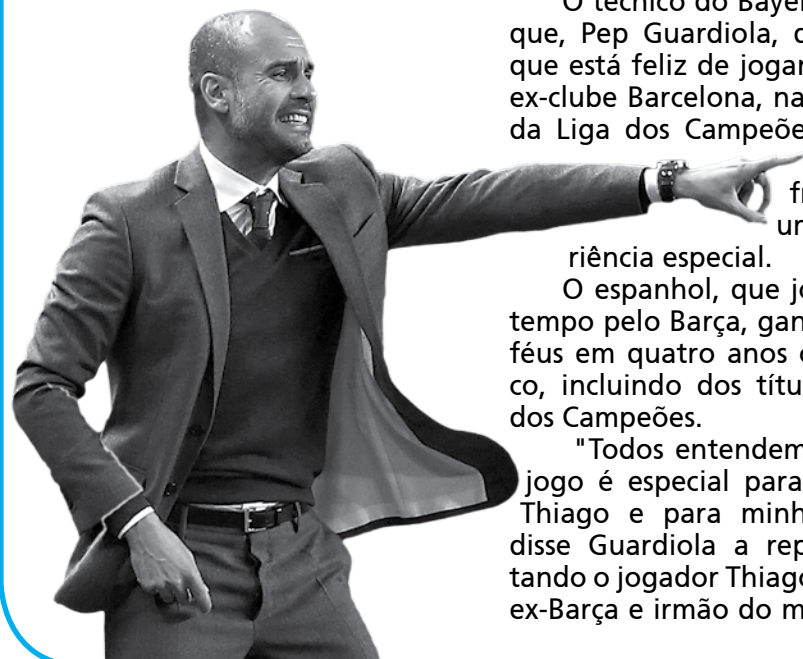 O técnico do Bayer
que, Pep Guardiola, d
que está feliz de jogar
ex-clube Barcelona, na
da Liga dos Campeõe
fr
un
riência especial.
O espanhol, que jo
tempo pelo Barça, gan
féus em quatro anos c
co, incluindo dos títu
dos Campeões.
"Todos entendem
jogo é especial para
Thiago e para minh
disse Guardiola a rep
tando o jogador Thiago
ex-Barça e irmão do m